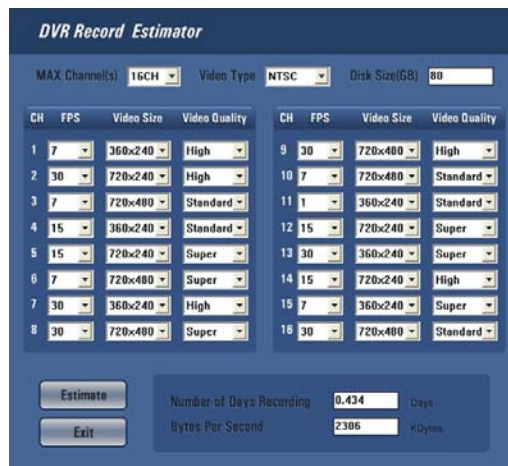 DVR Record Estimator
MAX Channel(s) 16CH Video Type NTSC Disk Size(GB) 80
CH FPS Video Size Video Quality CH FPS Video Size Video Quality
1 7 360x240 High 9 30 720x480 High
2 30 720x240 High 10 7 720x480 Standard
3 7 720x480 Standard 11 1 360x240 Standard
4 15 360x240 Standard 12 15 720x240 Super
5 15 720x240 Super 13 30 360x240 Super
6 7 720x480 Super 14 15 720x240 High
7 30 360x240 High 15 7 360x240 Super
8 30 720x480 Super 16 30 720x480 Standard
Estimate Number of Days Recording 0.434 Days
Exit Bytes Per Second 2306 KBytes